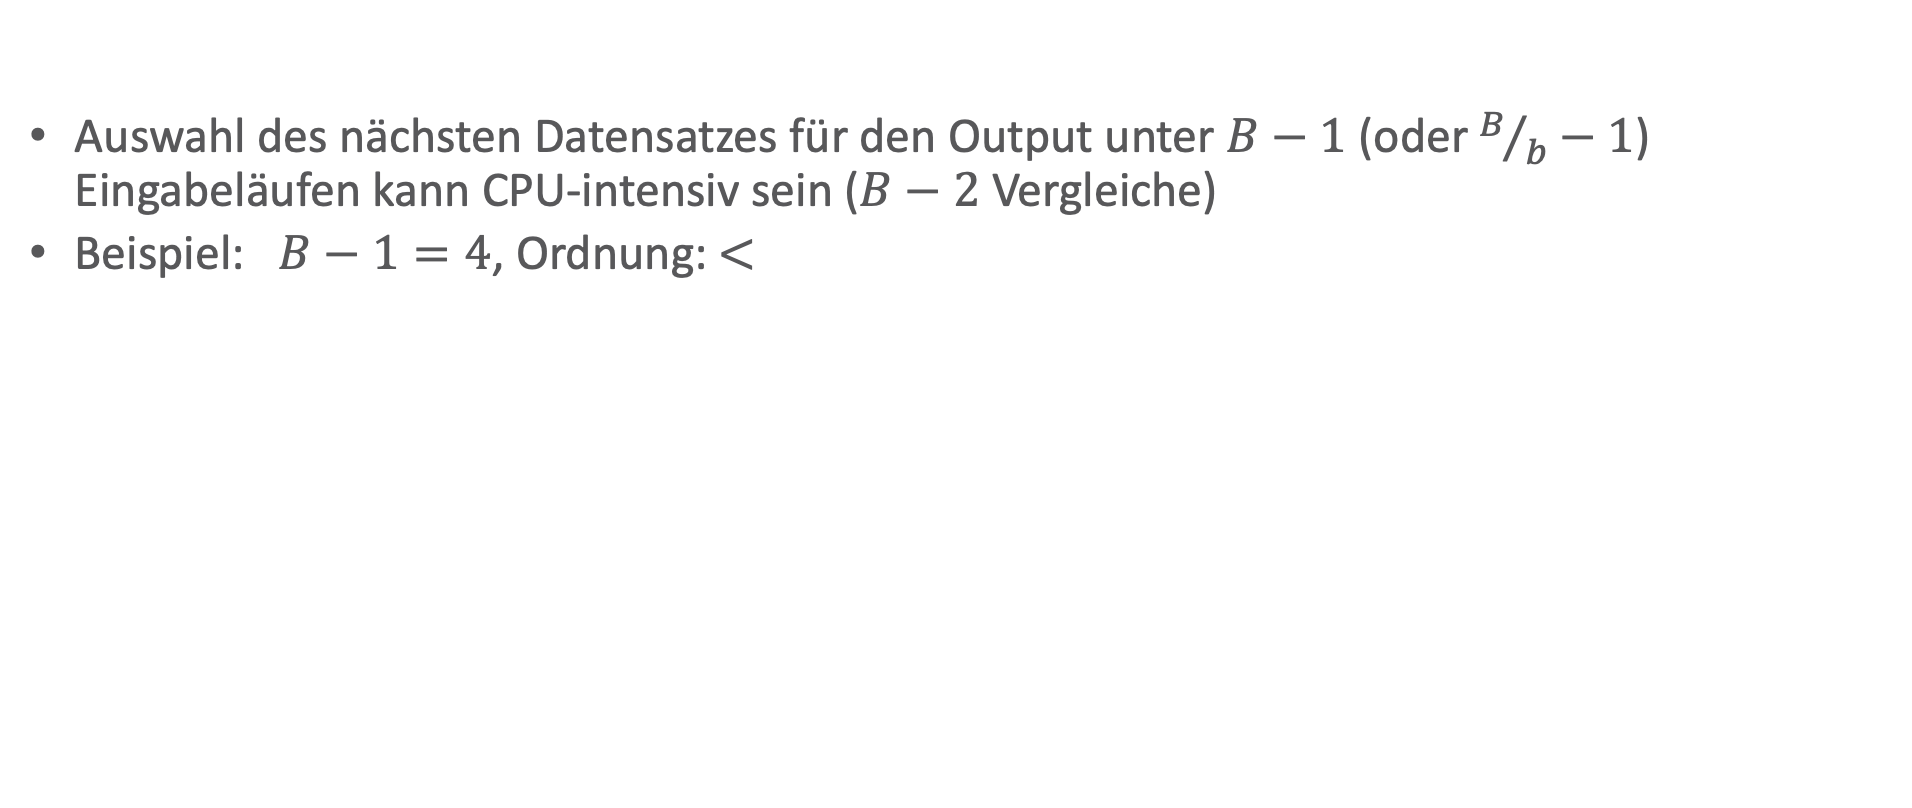 • Auswahl des nächsten Datensatzes für den Output unter B − 1 (oder B/b − 1)
Eingabeläufen kann CPU-intensiv sein (B − 2 Vergleiche)
• Beispiel: B − 1 = 4, Ordnung: <